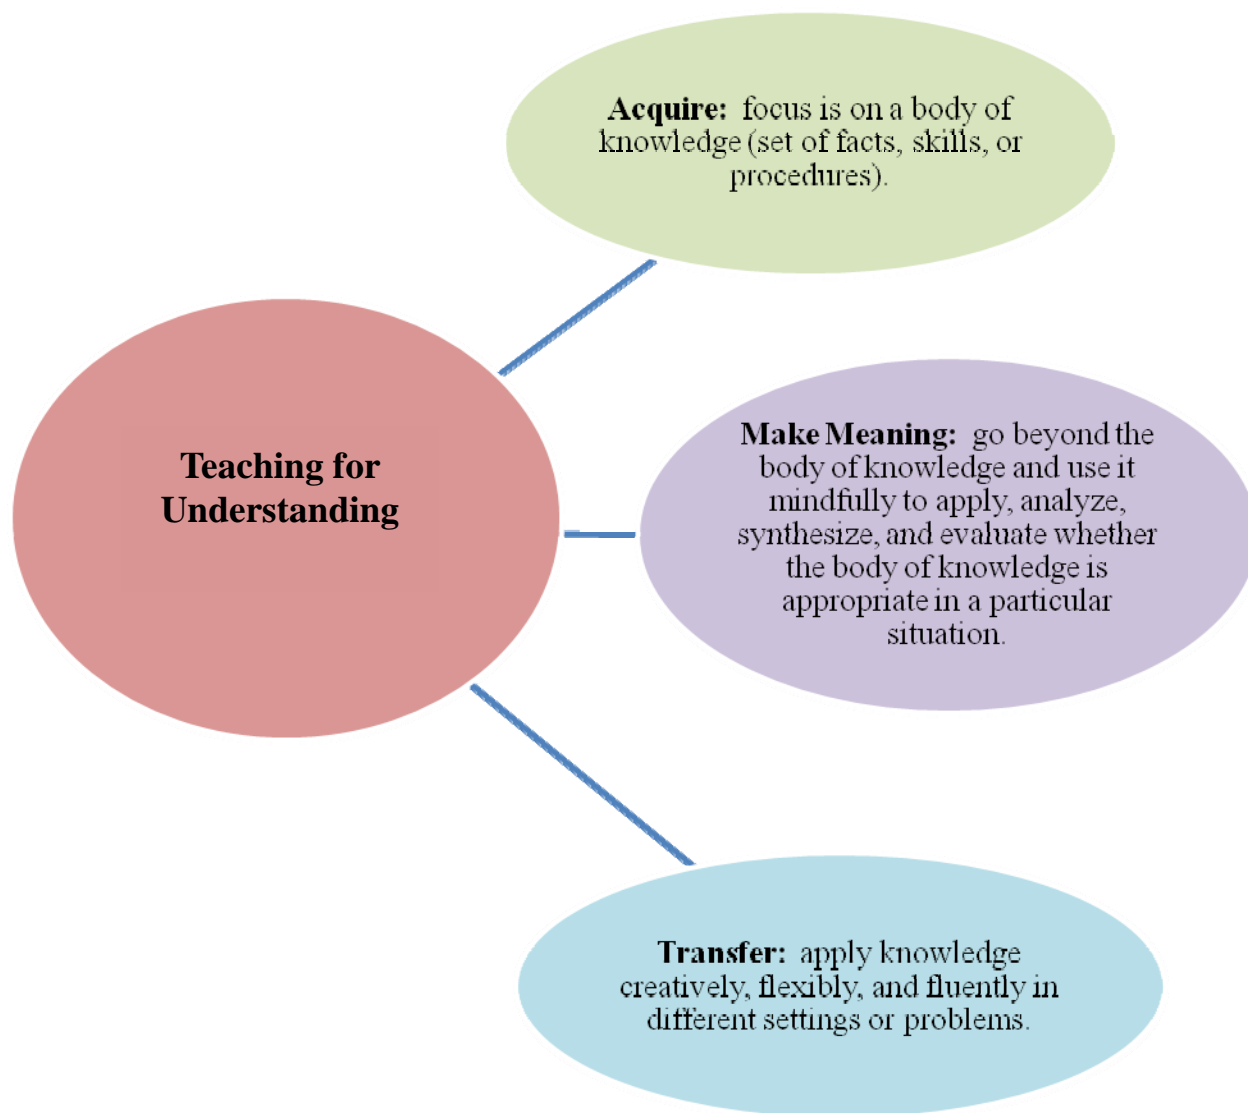 Acquire: focus is on a body of
knowledge (set of facts, skills, or
procedures).
Teaching for
Understanding
Make Meaning: go beyond the
body of knowledge and use it
mindfully to apply, analyze,
synthesize, and evaluate whether
the body of knowledge is
appropriate in a particular
situation.
Transfer: apply knowledge
creatively, flexibly, and fluently in
different settings or problems.